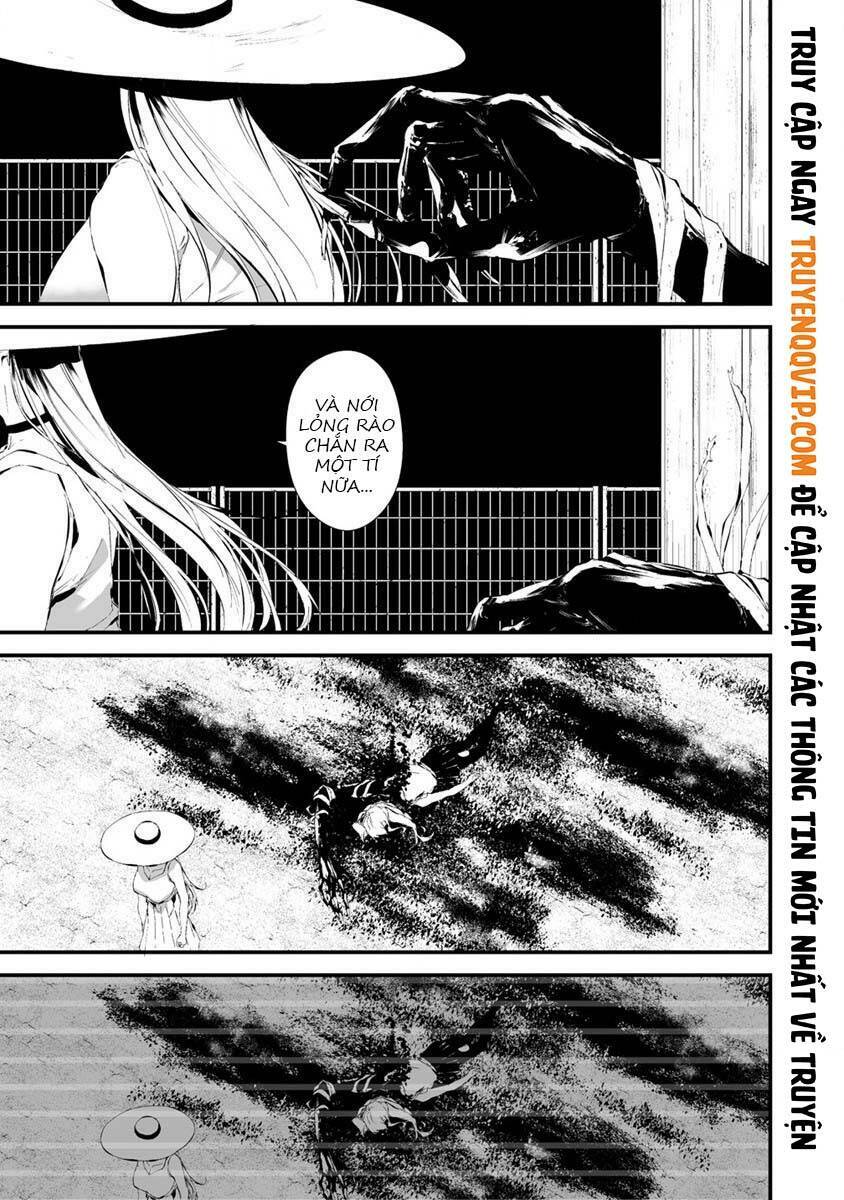 VÀ NỚI
LỎNG RÀO
CHẮN RA
MỘT TÍ
NỮA...
TRUY CẬP NGAY TRUYENQQVIP.COM ĐỂ CẬP NHẬT CÁC THÔNG TIN MỚI NHẤT VỀ TRUYỆN